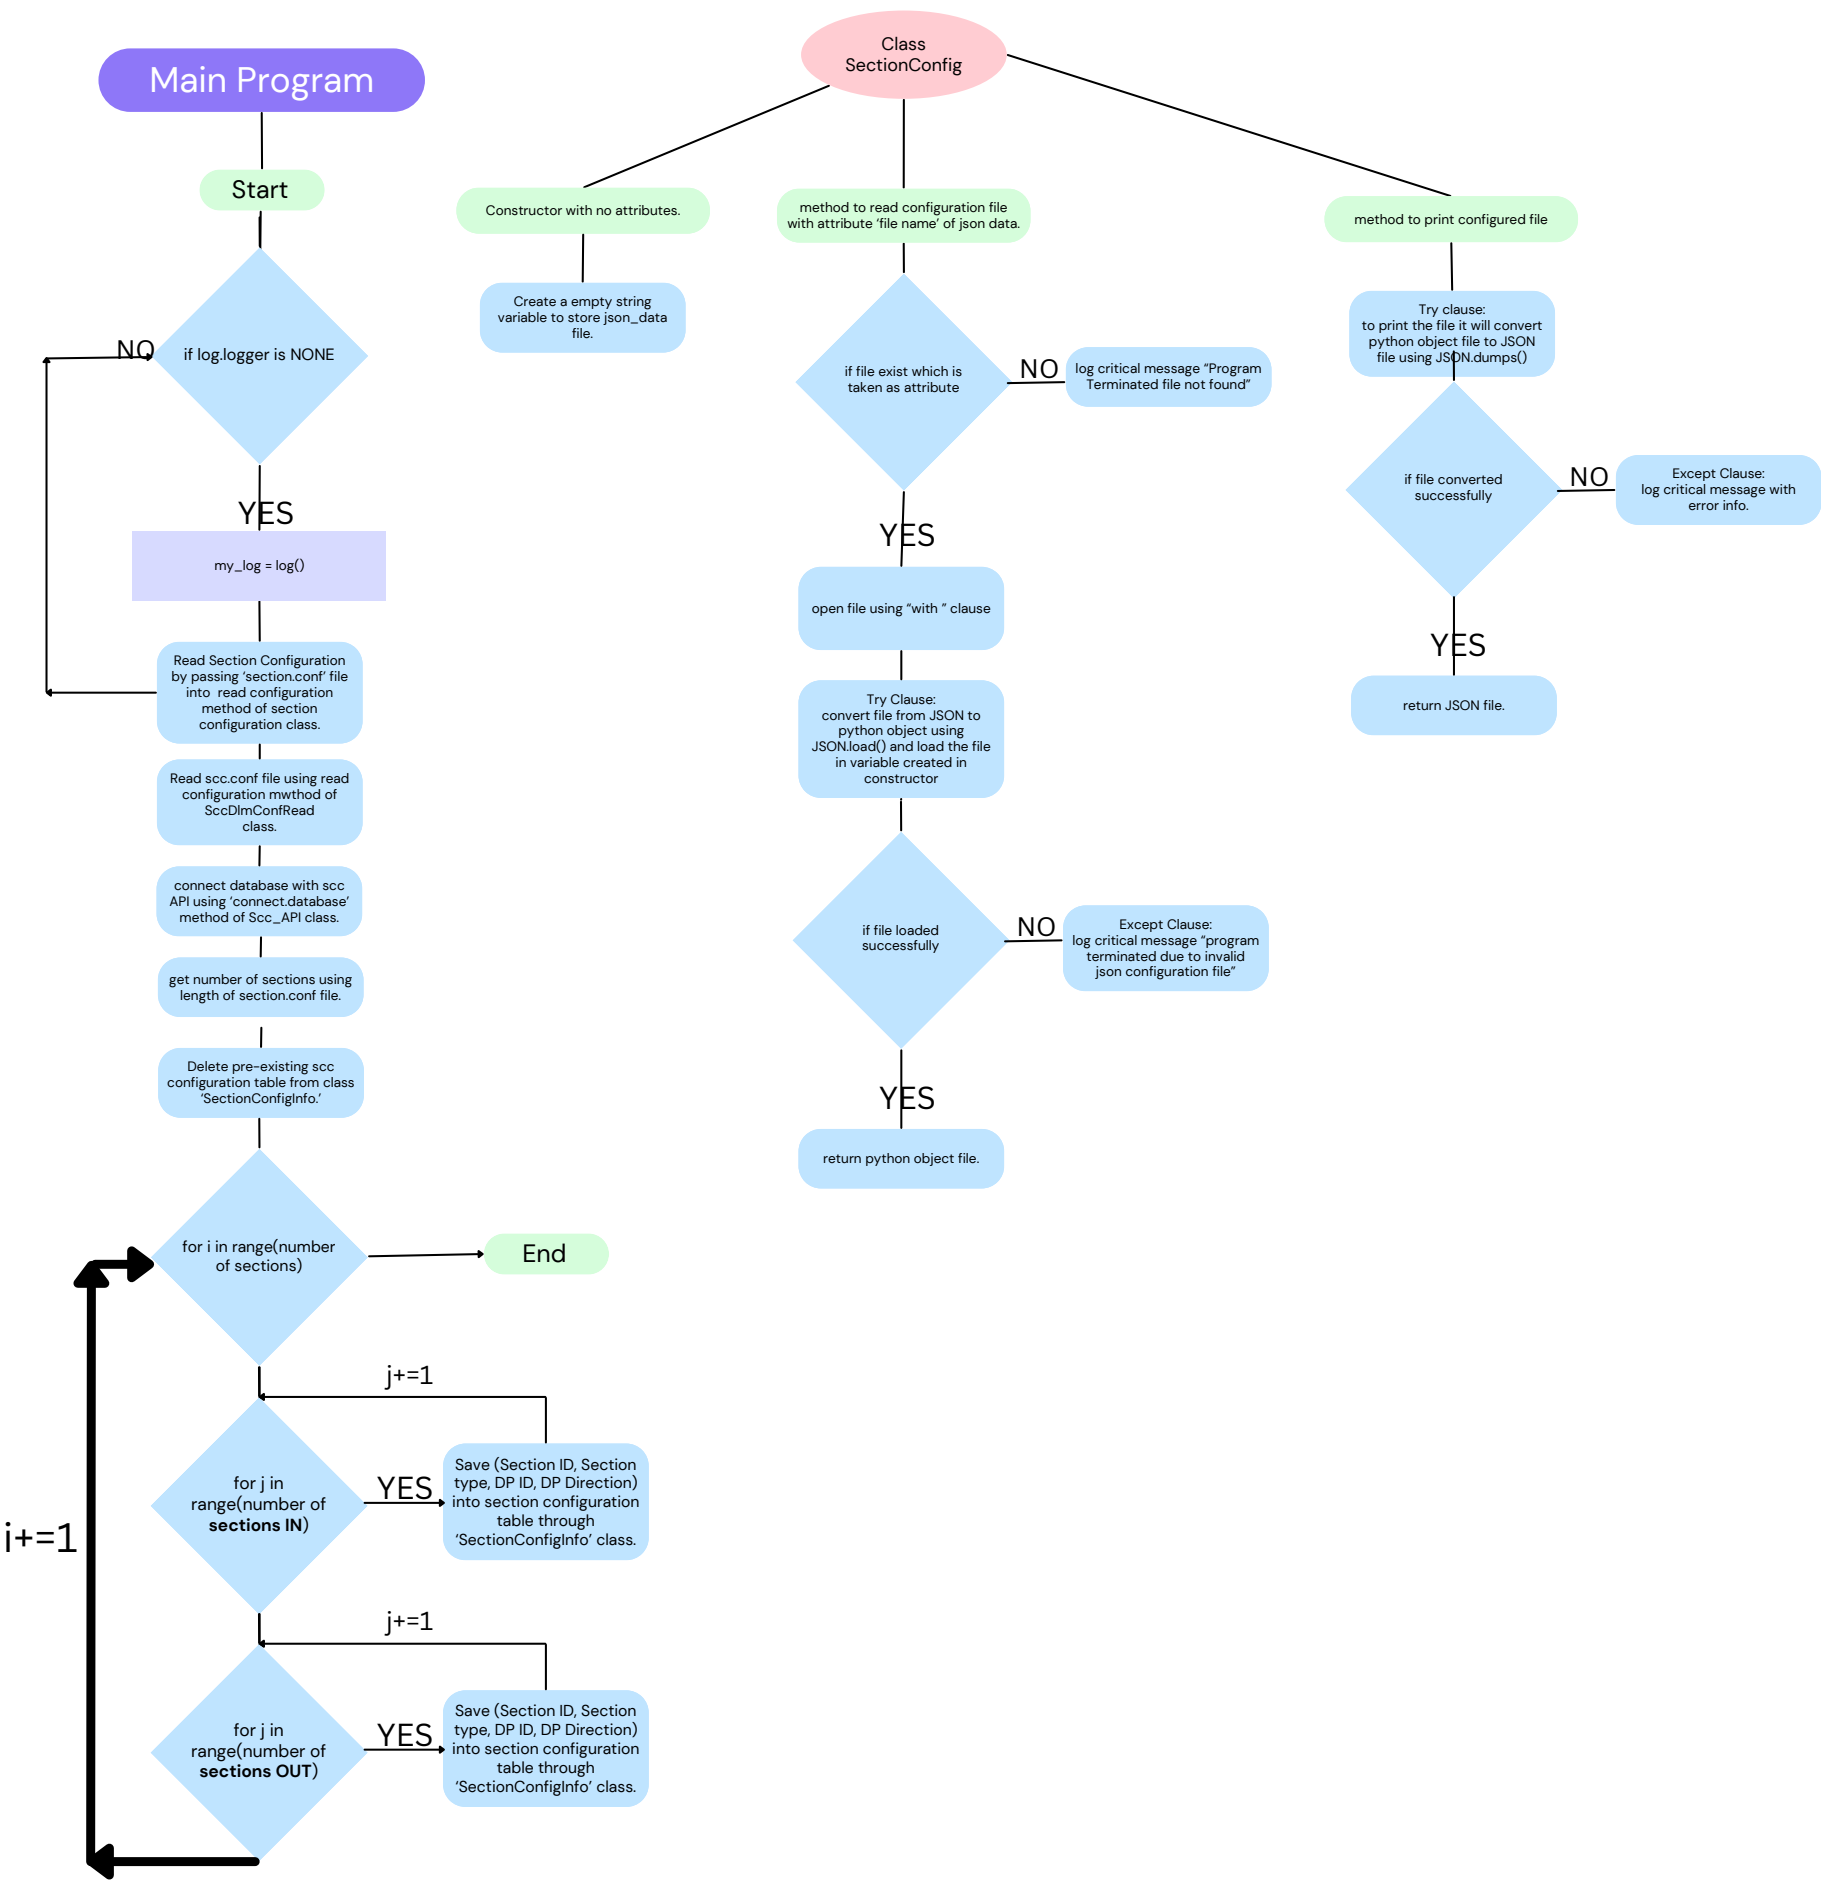 Main Program
Start
NO
if log.logger is NONE
YES
my_log = log()
Read Section Configuration
by passing ‘section.conf’ file
into read configuration
method of section
configuration class.
Read scc.conf file using read
configuration mwthod of
SccDlmConfRead
class.
connect database with scc
API using ‘connect.database’
method of Scc_API class.
get number of sections using
length of section.conf file.
Delete pre-existing scc
configuration table from class
‘SectionConfigInfo.’
for i in range(number
of sections)
End
j+=1
for j in
range(number of
sections IN)
YES
Save (Section ID, Section
type, DP ID, DP Direction)
into section configuration
table through
‘SectionConfigInfo’ class.
i+=1
j+=1
for j in
range(number of
sections OUT)
YES
Save (Section ID, Section
type, DP ID, DP Direction)
into section configuration
table through
‘SectionConfigInfo’ class.
Class
SectionConfig
Constructor with no attributes.
Create a empty string
variable to store json_data
file.
method to read configuration file
with attribute ‘file name’ of json data.
if file exist which is
taken as attribute
NO
log critical message “Program
Terminated file not found”
YES
open file using “with ” clause
Try Clause:
convert file from JSON to
python object using
JSON.load() and load the file
in variable created in
constructor
if file loaded
successfully
NO
Except Clause:
log critical message “program
terminated due to invalid
json configuration file”
YES
return python object file.
method to print configured file
Try clause:
to print the file it will convert
python object file to JSON
file using JSON.dumps()
if file converted
successfully
NO
Except Clause:
log critical message with
error info.
YES
return JSON file.